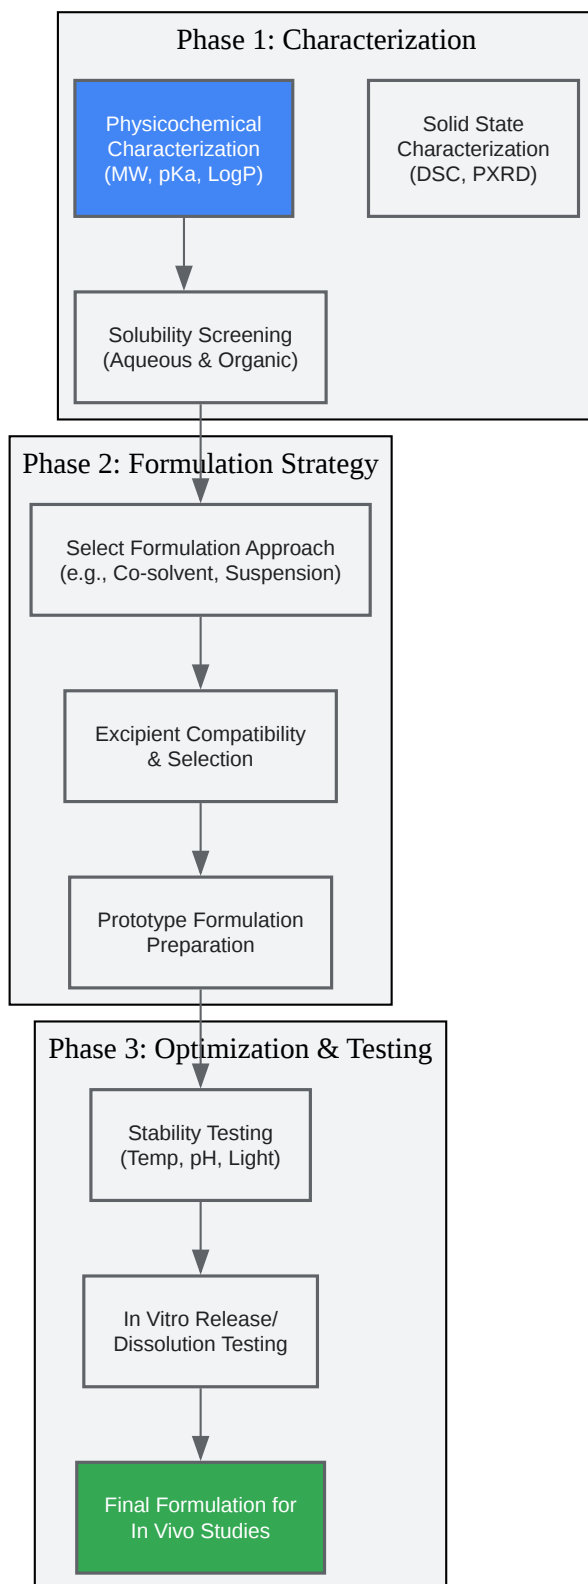 Phase 1: Characterization
Physicochemical
Characterization
(MW, pKa, LogP)
Solid State
Characterization
(DSC, PXRD)
Solubility Screening
(Aqueous & Organic)
Phase 2: Formulation Strategy
Select Formulation Approach
(e.g., Co-solvent, Suspension)
Excipient Compatibility
& Selection
Prototype Formulation
Preparation
Phase 3: Optimization & Testing
Stability Testing
(Temp, pH, Light)
In Vitro Release/
Dissolution Testing
Final Formulation for
In Vivo Studies